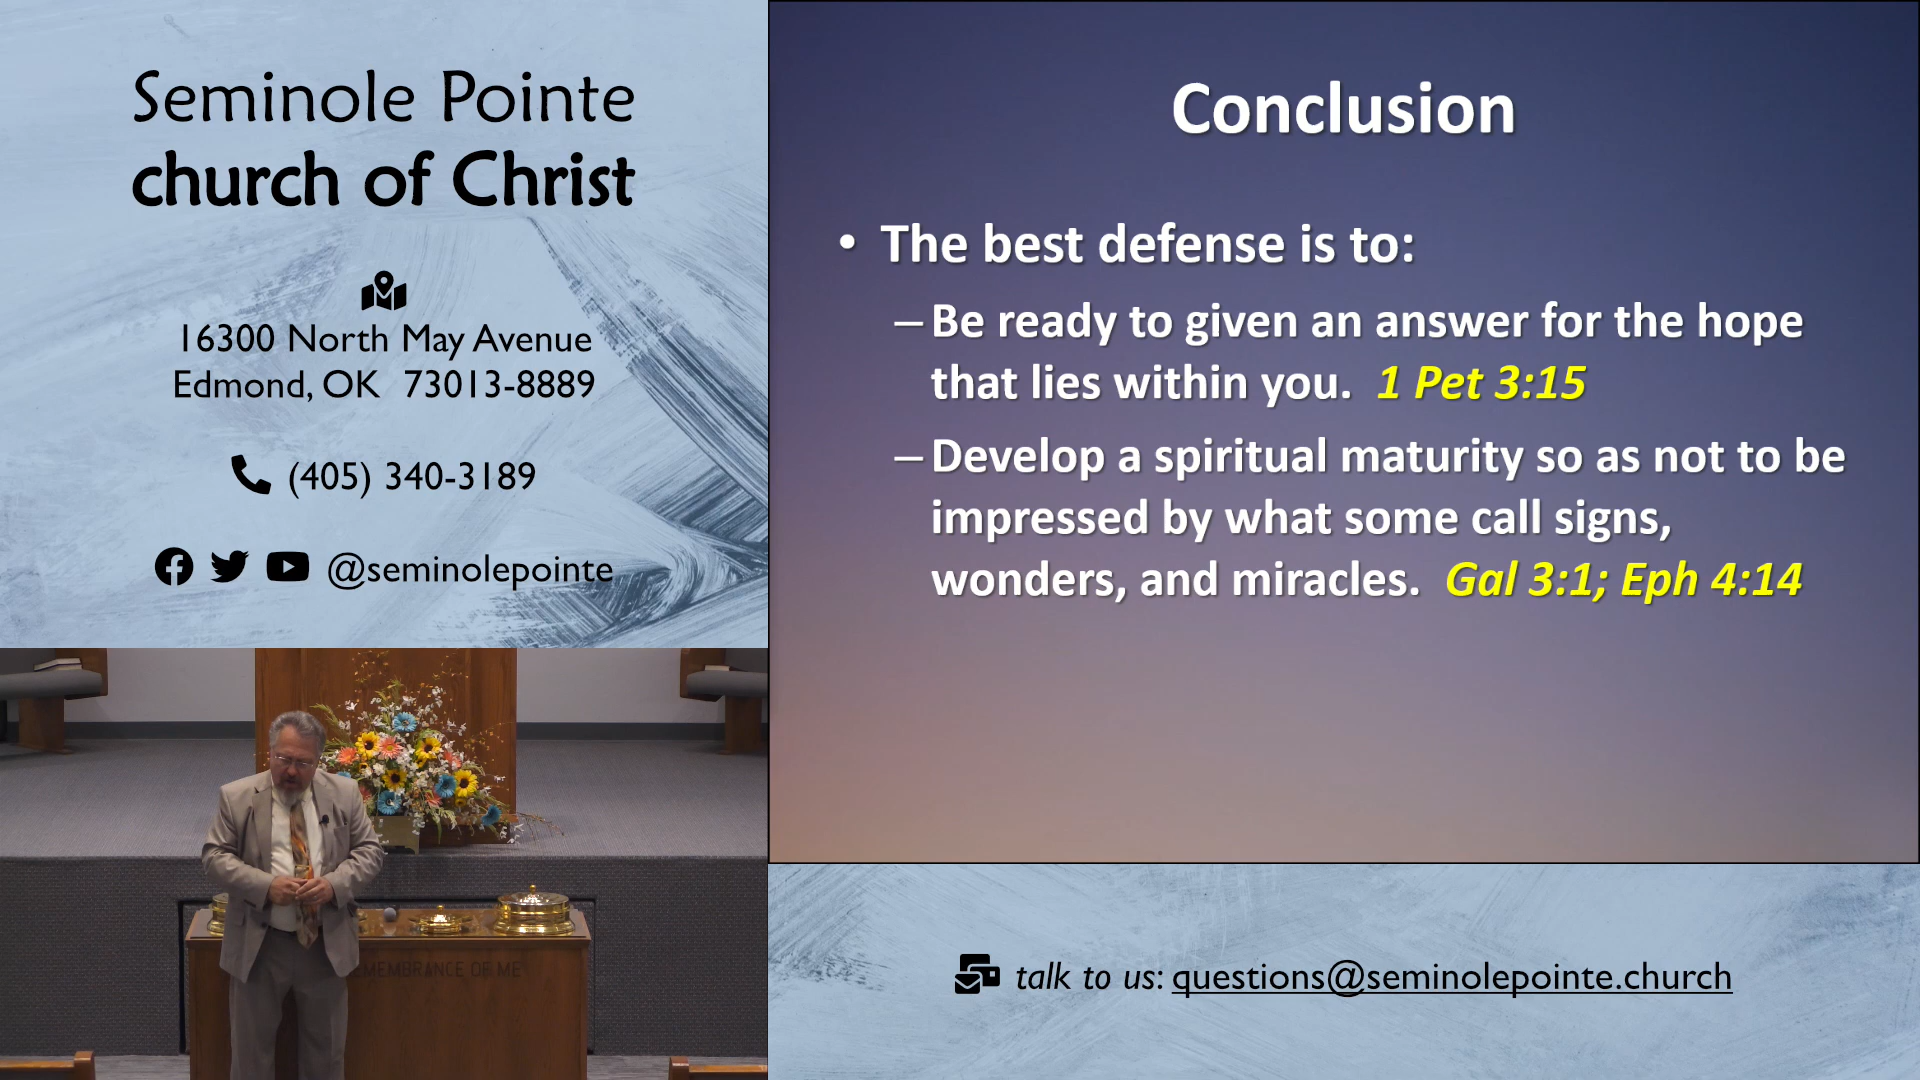 Seminole Pointe
church of Christ
16300 North May Avenue
Edmond, OK 73013-8889
(405) 340-3189
@seminolepointe
Conclusion
• The best defense is to:
– Be ready to given an answer for the hope
that lies within you. 1 Pet 3:15
– Develop a spiritual maturity so as not to be
impressed by what some call signs,
wonders, and miracles. Gal 3:1; Eph 4:14
OF ME
talk to us: questions@seminolepointe.church